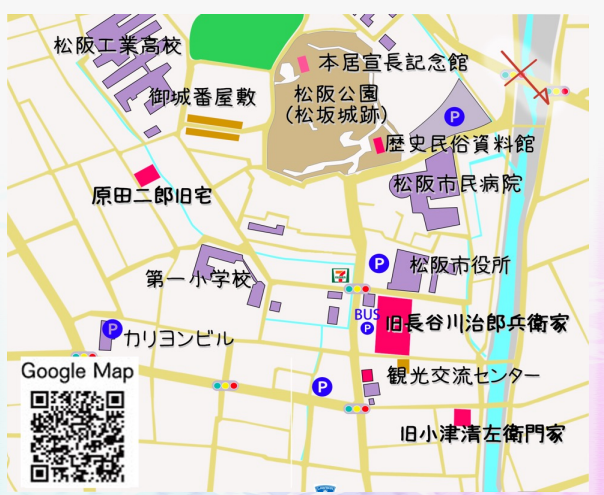 松阪工業高校
本居宣長記念館
御城番屋敷
松阪公園
(松坂城跡)
P
歴史民俗資料館
松阪市民病院
原田二郎旧宅
P
松阪市役所
第一小学校
7
BUS
P
旧長谷川治郎兵衛家
P
カリヨンビル
Google Map
観光交流センター
P
旧小津清左衛門家